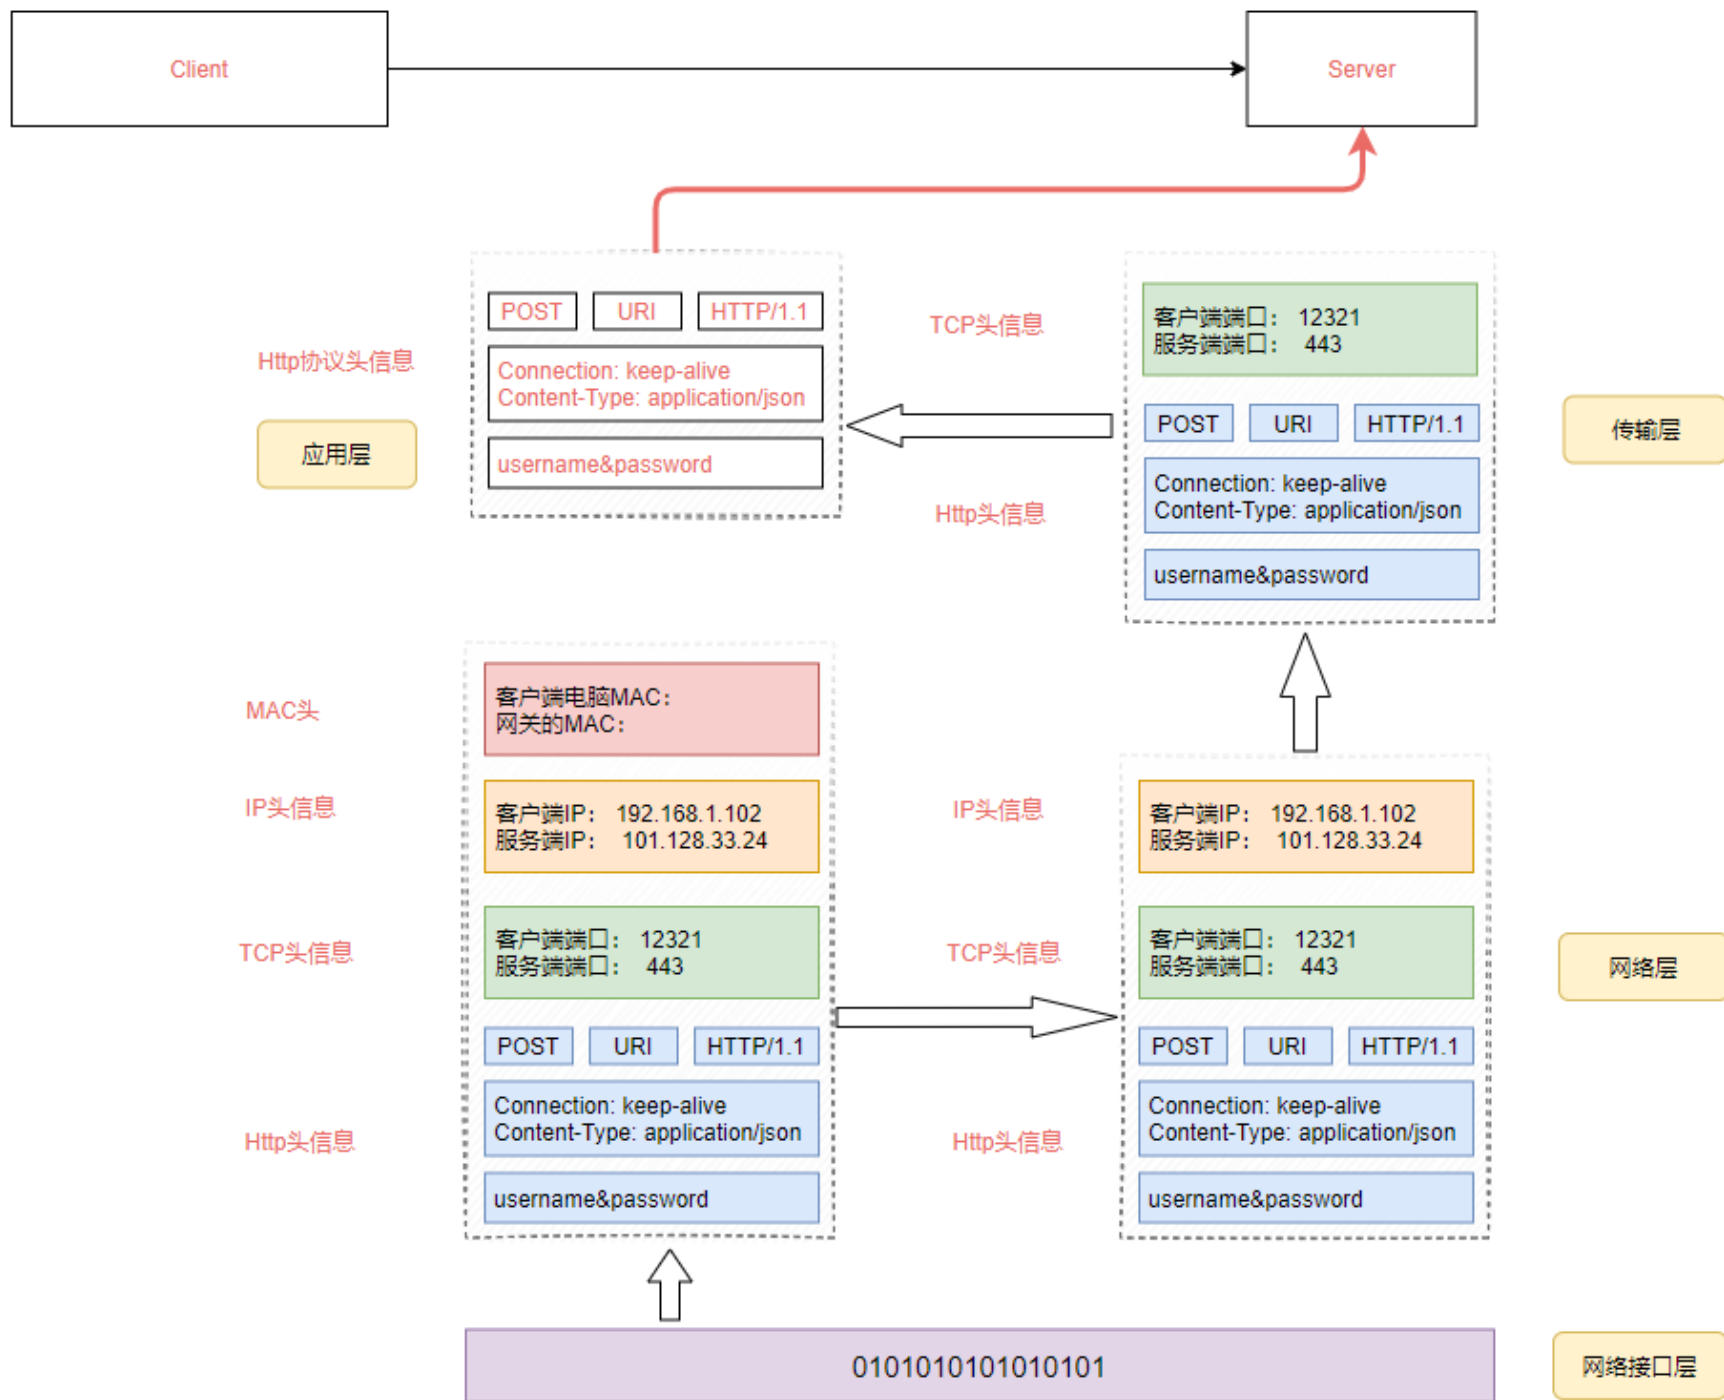 Client
Server
POST
URI
HTTP/1.1
Http协议头信息
Connection: keep-alive
Content-Type: application/json
应用层
username&password
TCP头信息
客户端端口： 12321
服务端端口： 443
POST
URI
HTTP/1.1
传输层
Http头信息
Connection: keep-alive
Content-Type: application/json
username&password
MAC头
客户端电脑MAC：
网关的MAC：
IP头信息
客户端IP： 192.168.1.102
服务端IP： 101.128.33.24
TCP头信息
客户端端口： 12321
服务端端口： 443
POST
URI
HTTP/1.1
Http头信息
Connection: keep-alive
Content-Type: application/json
username&password
IP头信息
客户端IP： 192.168.1.102
服务端IP： 101.128.33.24
TCP头信息
客户端端口： 12321
服务端端口： 443
网络层
POST
URI
HTTP/1.1
Http头信息
Connection: keep-alive
Content-Type: application/json
username&password
0101010101010101
网络接口层